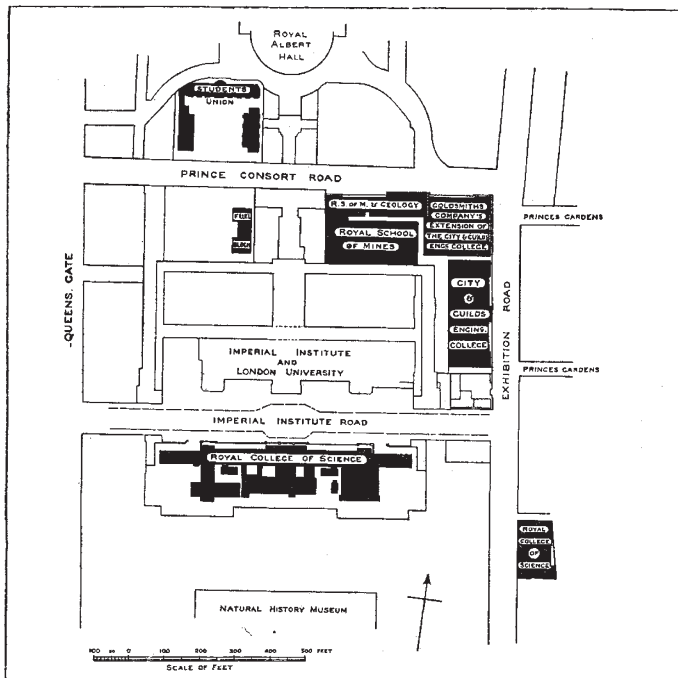 ROYAL
ALBERT
HALL
STUDENTS
UNION
PRINCE CONSORT ROAD
R.S. OF M. & GEOLOGY
ROYAL SCHOOL
OF MINES
GOLDSMITHS
COMPANY'S
EXTENSION OF
THE CITY & GUILDS
ENGG COLLEGE
PRINCES GARDENS
FUEL
BLOCK
QUEENS. GATE
CITY
&
GUILDS
ENGING.
COLLEGE
EXHIBITION ROAD
IMPERIAL INSTITUTE
AND
LONDON UNIVERSITY
PRINCES GARDENS
IMPERIAL INSTITUTE ROAD
ROYAL COLLEGE OF SCIENCE
ROYAL
COLLEGE
OF
SCIENCE
NATURAL HISTORY MUSEUM
100 50 0 100 200 300 400 500 FEET
SCALE OF FEET